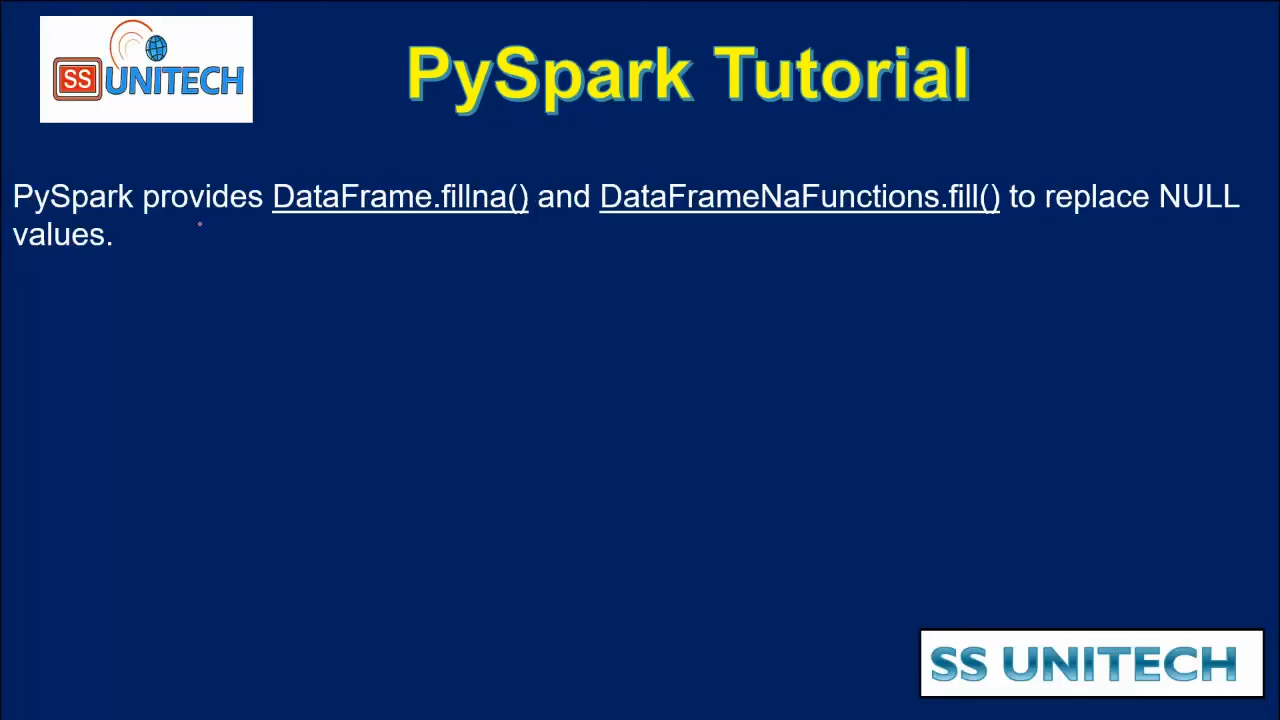 SS UNITECH
PySpark Tutorial
PySpark provides DataFrame.fillna() and DataFrameNaFunctions.fill() to replace NULL
values.
SS UNITECH